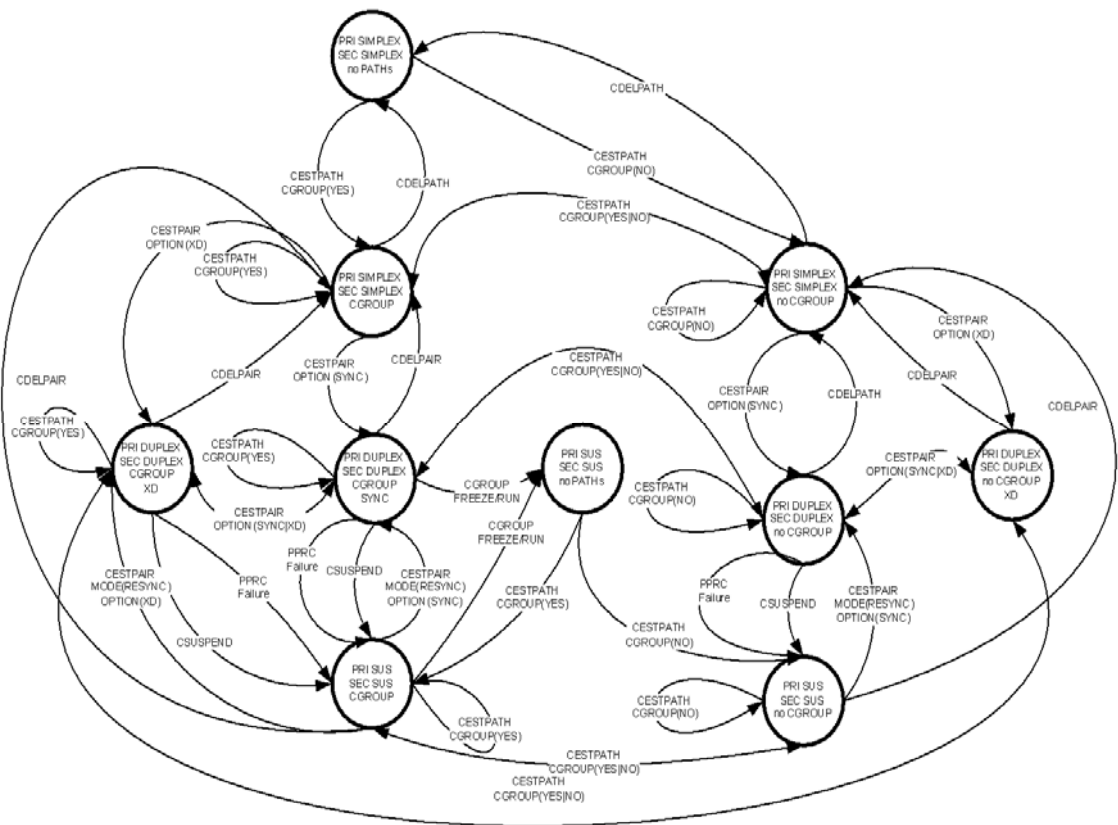 PRI SIMPLEX
SEC SIMPLEX
no PATHs
CDELPATH
CESTPATH
CGROUP(NO)
CESTPATH
CGROUP(YES)
CDELPATH
CESTPATH
CGROUP(YES|NO)
CESTPAIR
OPTION(XD)
CESTPATH
CGROUP(YES)
PRI SIMPLEX
SEC SIMPLEX
CGROUP
PRI SIMPLEX
SEC SIMPLEX
no CGROUP
CESTPATH
CGROUP(NO)
CESTPAIR
OPTION(XD)
CDELPAIR
CDELPAIR
CESTPAIR
OPTION(SYNC)
CDELPAIR
CESTPATH
CGROUP(YES|NO)
CESTPAIR
OPTION(SYNC)
CDELPATH
CDELPAIR
CDELPAIR
CESTPATH
CGROUP(YES)
PRI DUPLEX
SEC DUPLEX
CGROUP
XD
CESTPATH
CGROUP(YES)
PRI DUPLEX
SEC DUPLEX
CGROUP
SYNC
CGROUP
FREEZE/RUN
PRI SUS
SEC SUS
no PATHs
CESTPATH
CGROUP(NO)
PRI DUPLEX
SEC DUPLEX
no CGROUP
CESTPAIR
OPTION(SYNC|XD)
PRI DUPLEX
SEC DUPLEX
no CGROUP
XD
CESTPAIR
OPTION(SYNC|XD)
CGROUP
FREEZE/RUN
CESTPAIR
MODE(RESYNC)
OPTION(XD)
PPRC
Failure
PPRC
Failure
CSUSPEND
CESTPAIR
MODE(RESYNC)
OPTION(SYNC)
CESTPATH
CGROUP(YES)
PPRC
Failure
CSUSPEND
CESTPAIR
MODE(RESYNC)
OPTION(SYNC)
CSUSPEND
CESTPATH
CGROUP(NO)
PRI SUS
SEC SUS
CGROUP
CESTPATH
CGROUP(YES)
CESTPATH
CGROUP(NO)
PRI SUS
SEC SUS
no CGROUP
CESTPATH
CGROUP(YES|NO)
CESTPATH
CGROUP(YES|NO)